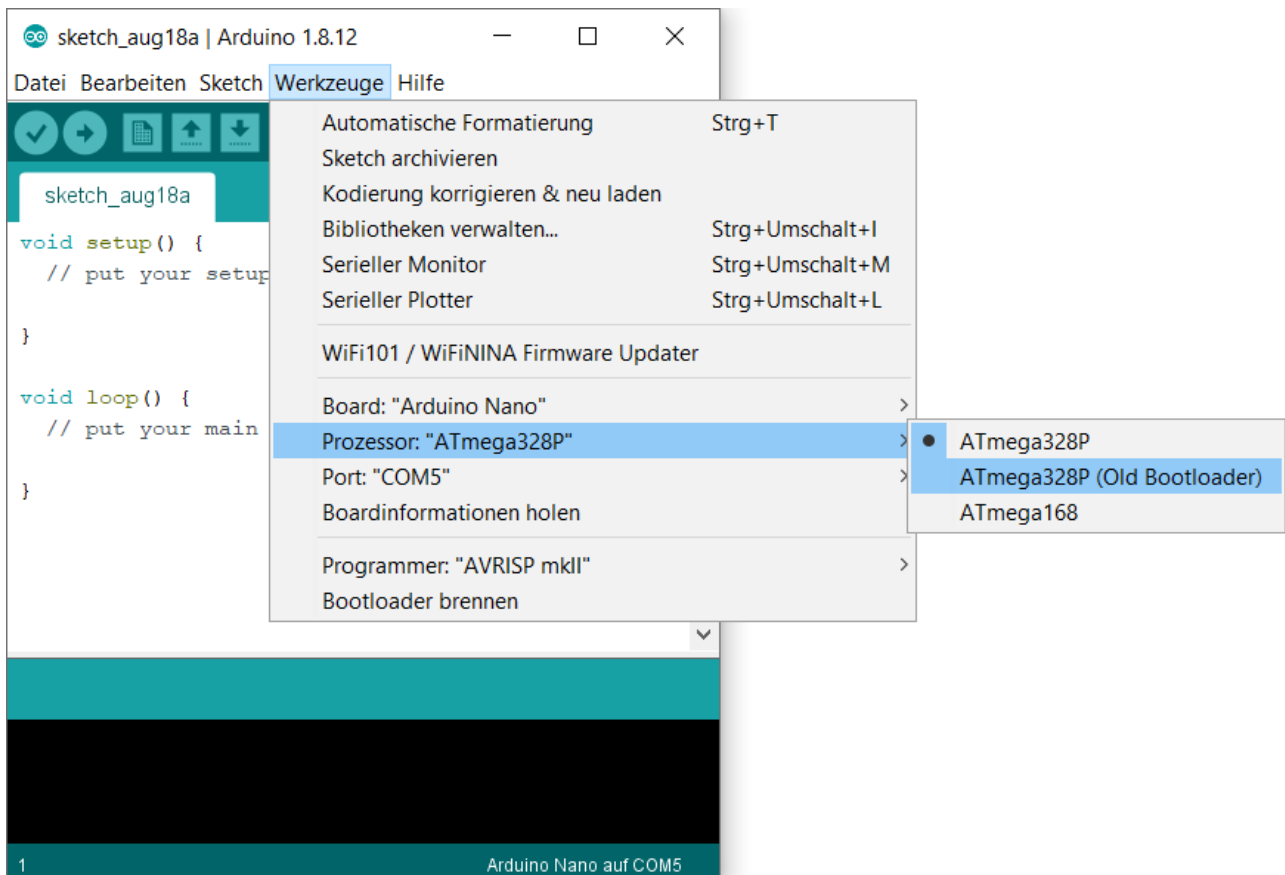 sketch_aug18a | Arduino 1.8.12
Datei Bearbeiten Sketch Werkzeuge Hilfe
sketch_aug18a
void setup() {
// put your setup
}
void loop() {
// put your main
}
Automatische Formatierung Strg+T
Sketch archivieren
Kodierung korrigieren & neu laden
Bibliotheken verwalten... Strg+Umschalt+I
Serieller Monitor Strg+Umschalt+M
Serieller Plotter Strg+Umschalt+L
WiFi101 / WiFiNINA Firmware Updater
Board: "Arduino Nano"
Prozessor: "ATmega328P"
Port: "COM5"
Boardinformationen holen
Programmer: "AVRISP mkII"
Bootloader brennen
ATmega328P
ATmega328P (Old Bootloader)
ATmega168
1 Arduino Nano auf COM5